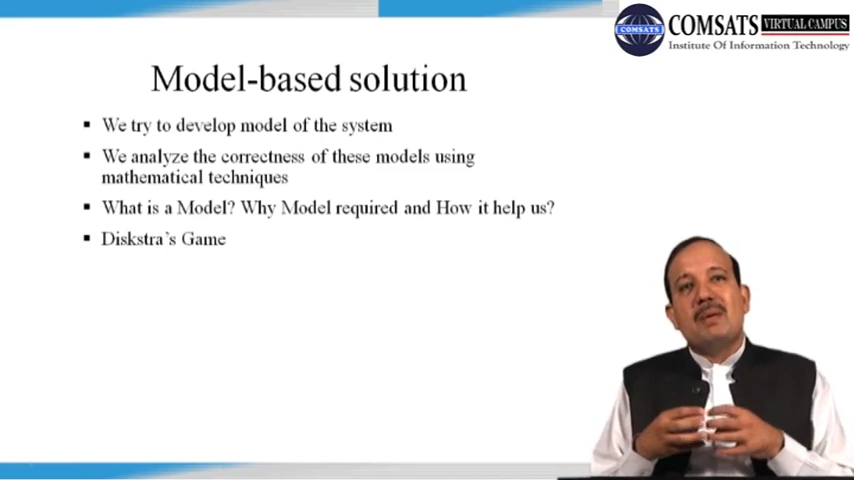 COMSATS VIRTUAL CAMPUS
COMSATS
Institute Of Information Technology
Model-based solution
We try to develop model of the system
We analyze the correctness of these models using
mathematical techniques
What is a Model? Why Model required and How it help us?
Diskstra's Game